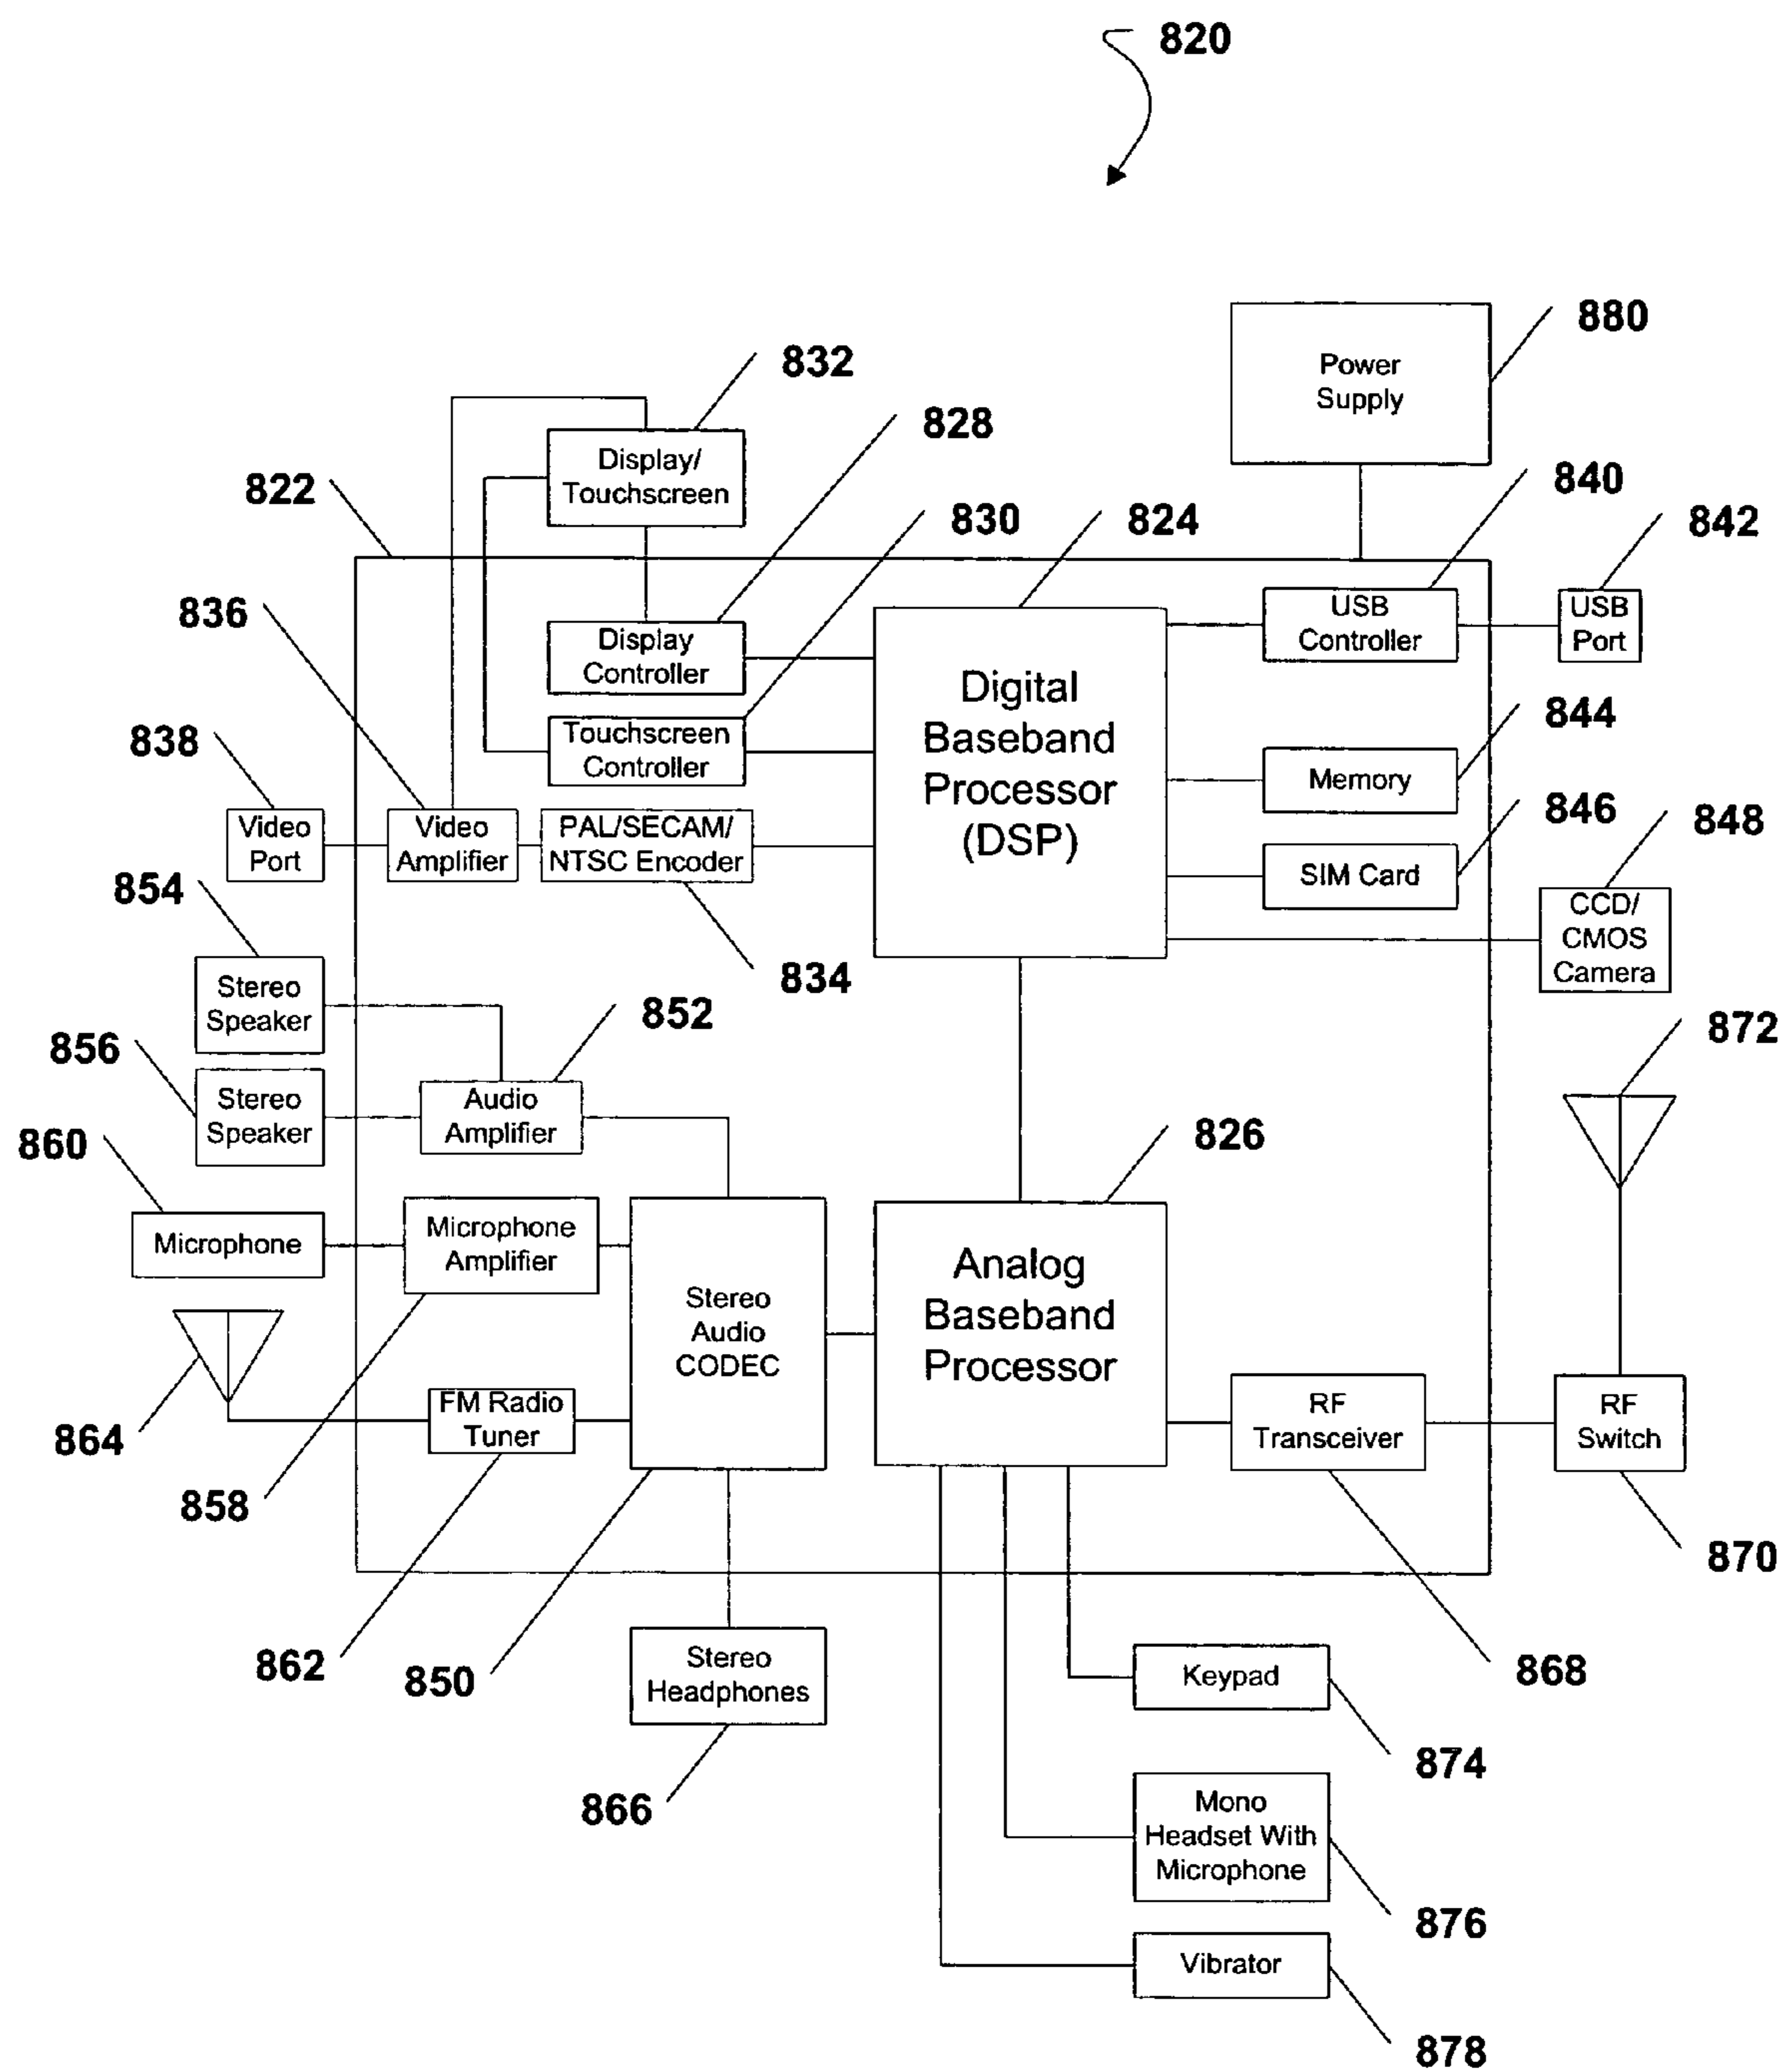 820
880
Power
Supply
832
828
Display/
Touchscreen
822
830
824
840
842
836
USB
Controller
USB
Port
Display
Controller
Digital
Baseband
Processor
(DSP)
838
Touchscreen
Controller
844
Memory
Video
Port
Video
Amplifier
PAL/SECAM/
NTSC Encoder
846
848
SIM Card
854
CCD/
CMOS
Camera
834
Stereo
Speaker
852
872
856
Stereo
Speaker
Audio
Amplifier
860
826
Microphone
Microphone
Amplifier
Stereo
Audio
CODEC
Analog
Baseband
Processor
864
FM Radio
Tuner
RF
Transceiver
RF
Switch
858
870
862
850
Stereo
Headphones
Keypad
868
866
874
Mono
Headset With
Microphone
876
Vibrator
878